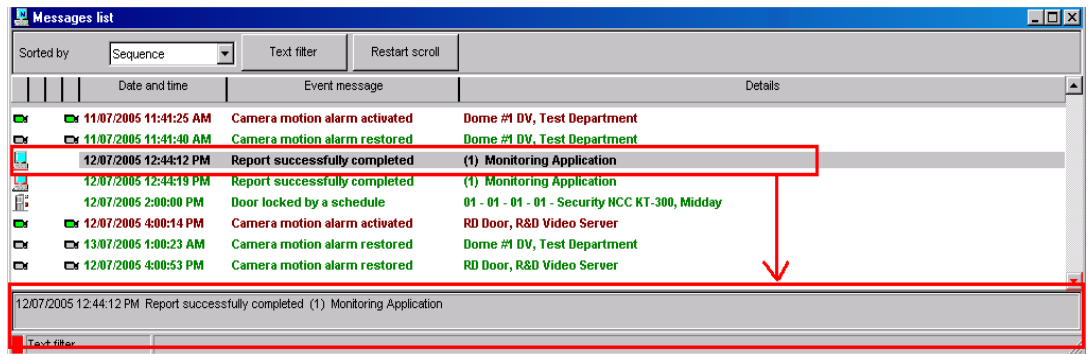 Messages list
Sorted by Sequence Text filter Restart scroll
Date and time Event message Details
11/07/2005 11:41:25 AM Camera motion alarm activated Dome #1 DV, Test Department
11/07/2005 11:41:40 AM Camera motion alarm restored Dome #1 DV, Test Department
12/07/2005 12:44:12 PM Report successfully completed (1) Monitoring Application
12/07/2005 12:44:19 PM Report successfully completed (1) Monitoring Application
12/07/2005 2:00:00 PM Door locked by a schedule 01 - 01 - 01 - 01 - Security NCC KT-300, Midday
12/07/2005 4:00:14 PM Camera motion alarm activated RD Door, R&D Video Server
13/07/2005 1:00:23 AM Camera motion alarm restored Dome #1 DV, Test Department
12/07/2005 4:00:53 PM Camera motion alarm restored RD Door, R&D Video Server
12/07/2005 12:44:12 PM Report successfully completed (1) Monitoring Application
Text filter